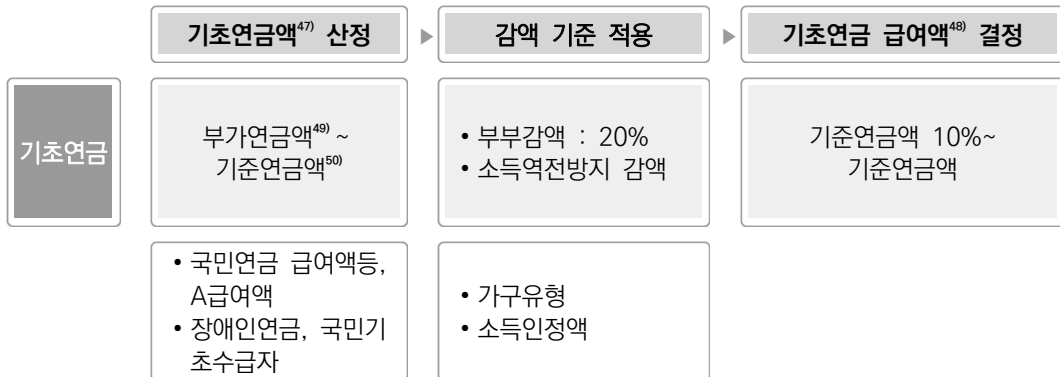 기초연금액47) 산정
감액 기준 적용
기초연금 급여액48) 결정
기초연금
부가연금액49) ~
기준연금액50)
• 부부감액 : 20%
• 소득역전방지 감액
기준연금액 10%~
기준연금액
• 국민연금 급여액등,
A급여액
• 장애인연금, 국민기
초수급자
• 가구유형
• 소득인정액